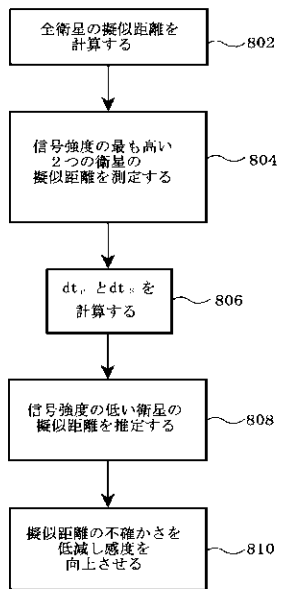 全衛星の擬似距離を
計算する
802
信号強度の最も高い
2つの衛星の
擬似距離を測定する
804
dtᵤ とdtₛ を
計算する
806
信号強度の低い衛星の
擬似距離を推定する
808
擬似距離の不確かさを
低減し感度を
向上させる
810